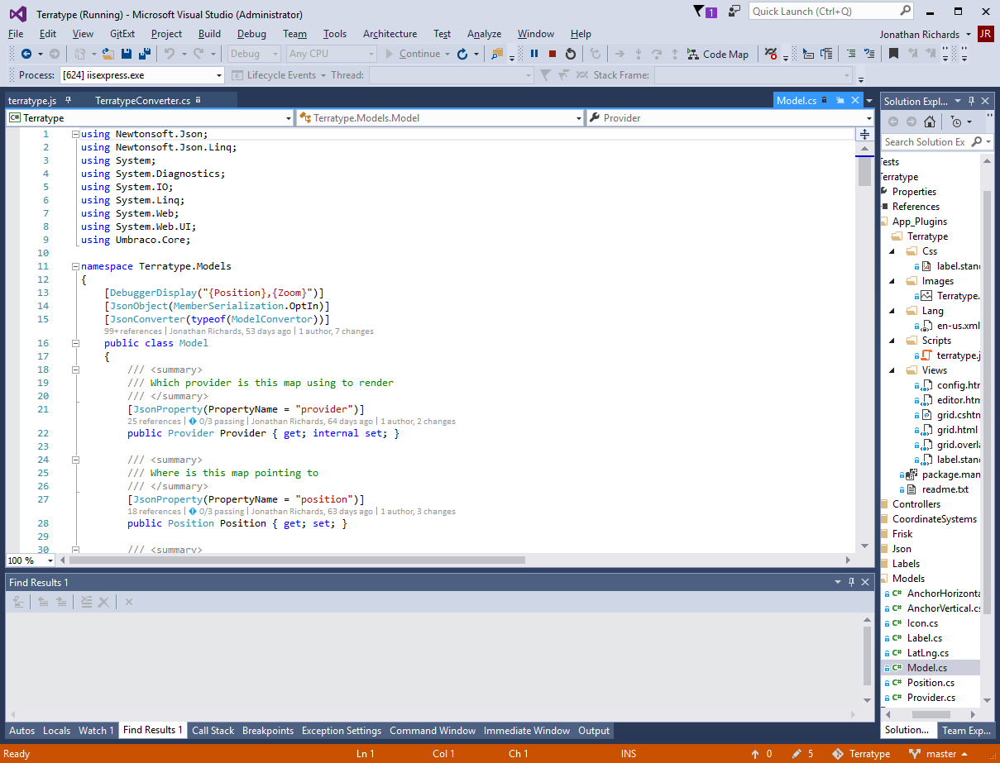 Terratype (Running) - Microsoft Visual Studio (Administrator)
1
Quick Launch (Ctrl+Q)
File Edit View GitExt Project Build Debug Team Tools Architecture Test Analyze Window Help
Jonathan Richards JR
Debug Any CPU Continue Code Map
Process: [624] iisexpress.exe Lifecycle Events Thread: Stack Frame:
terratype.js TerratypeConverter.cs Model.cs
C# Terratype Terratype.Models.Model Provider
1 using Newtonsoft.Json;
2 using Newtonsoft.Json.Linq;
3 using System;
4 using System.Diagnostics;
5 using System.IO;
6 using System.Linq;
7 using System.Web;
8 using System.Web.UI;
9 using Umbraco.Core;
10
11 namespace Terratype.Models
12 {
13 [DebuggerDisplay("{Position},{Zoom}")]
14 [JsonObject(MemberSerialization.OptIn)]
15 [JsonConverter(typeof(ModelConvertor))]
99+ references | Jonathan Richards, 53 days ago | 1 author, 7 changes
16 public class Model
17 {
18 /// <summary>
19 /// Which provider is this map using to render
20 /// </summary>
21 [JsonProperty(PropertyName = "provider")]
25 references | 0/3 passing | Jonathan Richards, 64 days ago | 1 author, 2 changes
22 public Provider Provider { get; internal set; }
23
24 /// <summary>
25 /// Where is this map pointing to
26 /// </summary>
27 [JsonProperty(PropertyName = "position")]
18 references | 0/3 passing | Jonathan Richards, 63 days ago | 1 author, 3 changes
28 public Position Position { get; set; }
29
30 /// <summary>
100 %
Find Results 1
Autos Locals Watch 1 Find Results 1 Call Stack Breakpoints Exception Settings Command Window Immediate Window Output
Solution Expl...
Search Solution Ex
Tests
Terratype
Properties
References
App_Plugins
Terratype
Css
label.stan
Images
Terratype.
Lang
en-us.xml
Scripts
terratype.j
Views
config.htm
editor.htm
grid.cshtm
grid.html
grid.overla
label.stan
package.man
readme.txt
Controllers
CoordinateSystems
Frisk
Json
Labels
Models
C# AnchorHorizonta
C# AnchorVertical.cs
C# Icon.cs
C# Label.cs
C# LatLng.cs
C# Model.cs
C# Position.cs
C# Provider.cs
Solution... Team Exp...
Ready Ln 1 Col 1 Ch 1 INS 0 5 Terratype master